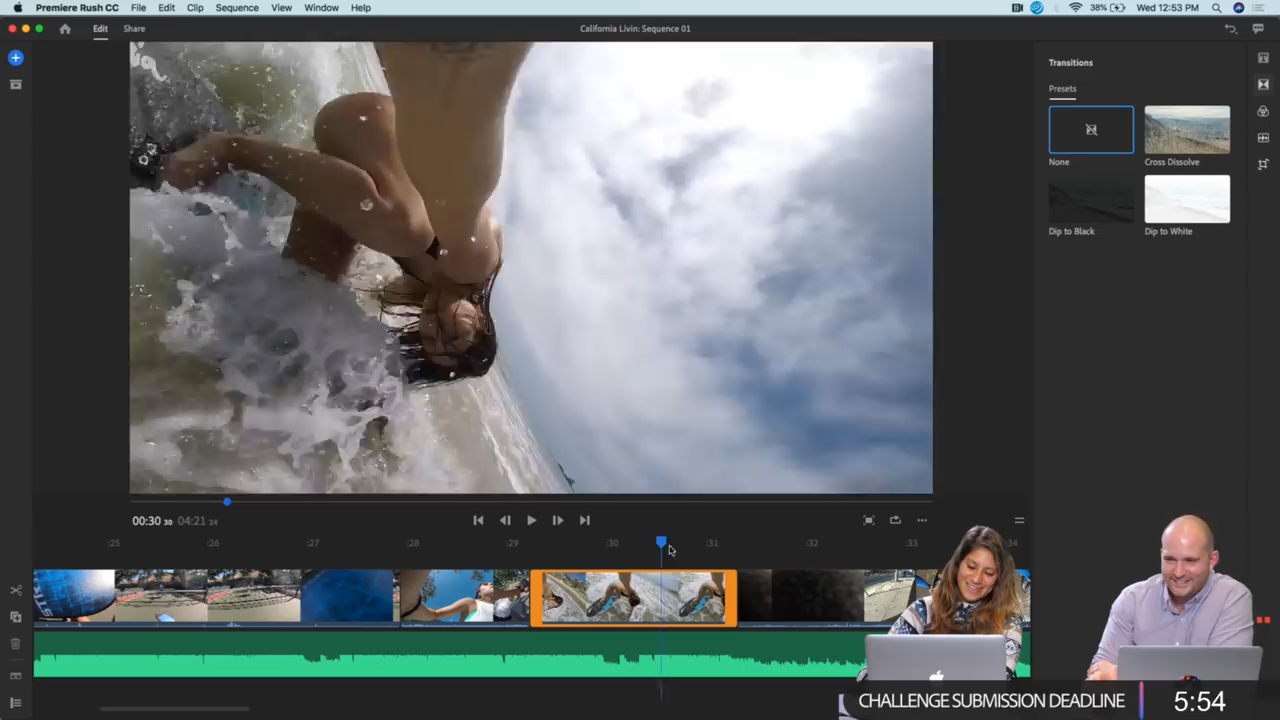 Premiere Rush CC File Edit Clip Sequence View Window Help
38% Wed 12:53 PM
Edit Share
California Livin: Sequence 01
Transitions
Presets
None
Cross Dissolve
Dip to Black
Dip to White
00:30 30 04:21 24
:25 :26 :27 :28 :29 :30 :31 :32 :33 :34
CHALLENGE SUBMISSION DEADLINE
5:54